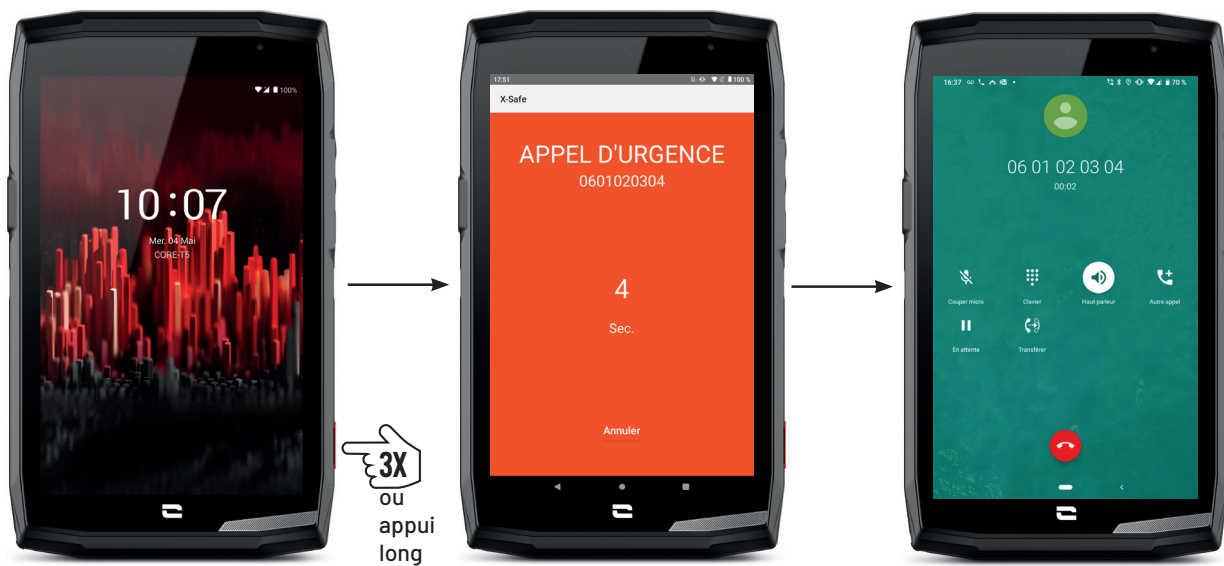 100%
10:07
Mer. 04 Mai
CORE-T5
3X
ou
appui
long
17:51
100 %
X-Safe
APPEL D'URGENCE
0601020304
4
Sec.
Annuler
16:37
70 %
06 01 02 03 04
00:02
Couper micro
Clavier
Haut-parleur
Autre appel
En attente
Transférer